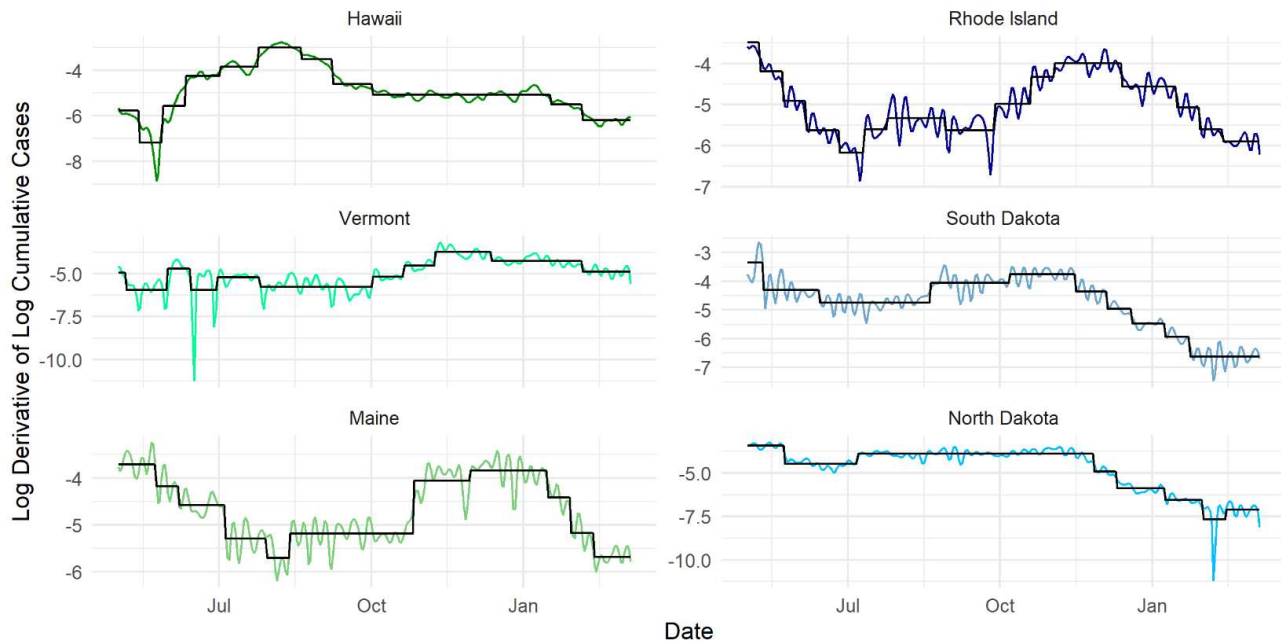 Hawaii
Rhode Island
-4
-6
-8
-4
-5
-6
-7
Vermont
South Dakota
-5.0
-7.5
-10.0
-3
-4
-5
-6
-7
Maine
North Dakota
-4
-5
-6
-5.0
-7.5
-10.0
Jul
Oct
Jan
Jul
Oct
Jan
Date
Log Derivative of Log Cumulative Cases